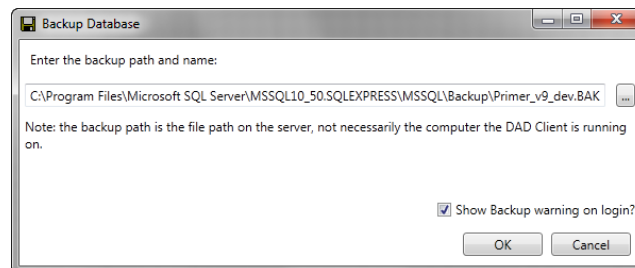 Backup Database
Enter the backup path and name:
C:\Program Files\Microsoft SQL Server\MSSQL10_50.SQLEXPRESS\MSSQL\Backup\Primer_v9_dev.BAK
...
Note: the backup path is the file path on the server, not necessarily the computer the DAD Client is running
on.
Show Backup warning on login?
OK Cancel